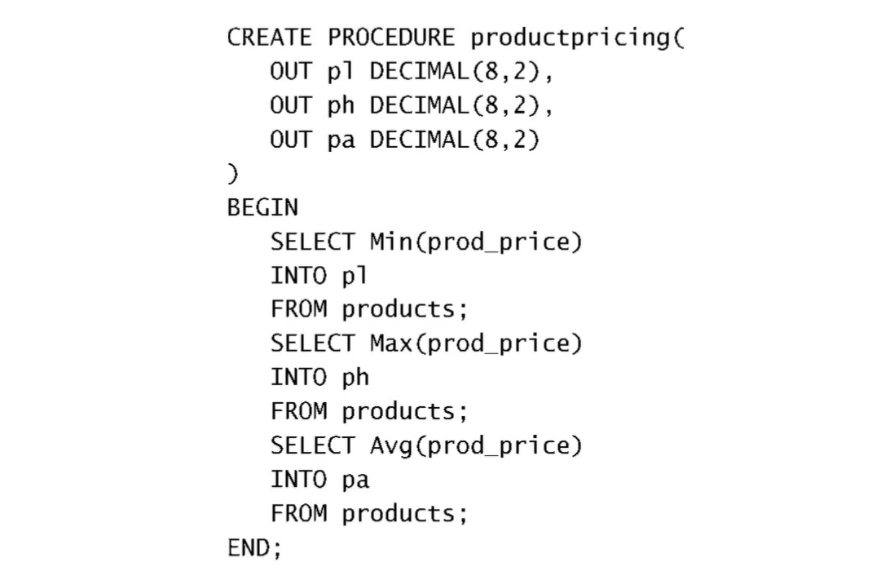 CREATE PROCEDURE productpricing(
   OUT pl DECIMAL(8,2),
   OUT ph DECIMAL(8,2),
   OUT pa DECIMAL(8,2)
)
BEGIN
   SELECT Min(prod_price)
   INTO pl
   FROM products;
   SELECT Max(prod_price)
   INTO ph
   FROM products;
   SELECT Avg(prod_price)
   INTO pa
   FROM products;
END;